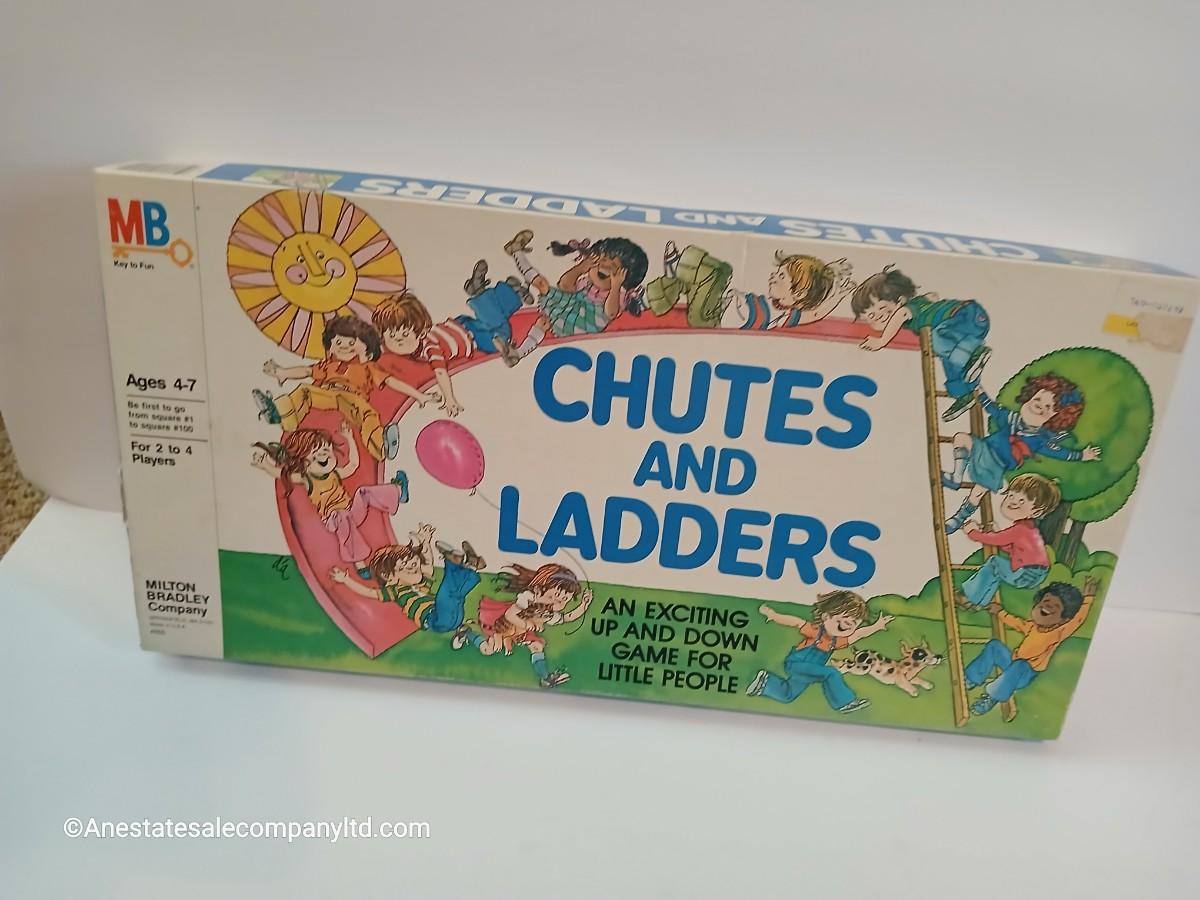 CHUTES AND LADDERS
MB
Key to Fun
Ages 4-7
Be first to go
from square #1
to square #100
For 2 to 4
Players
MILTON
BRADLEY
Company
CHUTES
AND
LADDERS
AN EXCITING
UP AND DOWN
GAME FOR
LITTLE PEOPLE
©Anestatesalecompanyltd.com